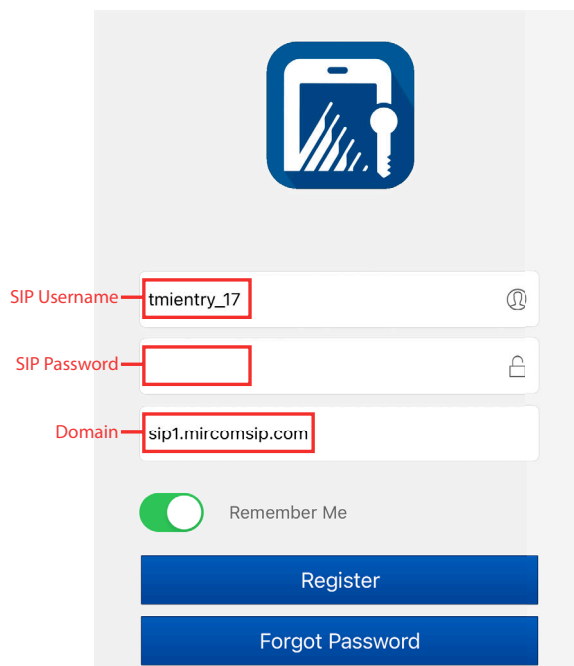 SIP Username
tmientry_17
SIP Password
Domain
sip1.mircomsip.com
Remember Me
Register
Forgot Password